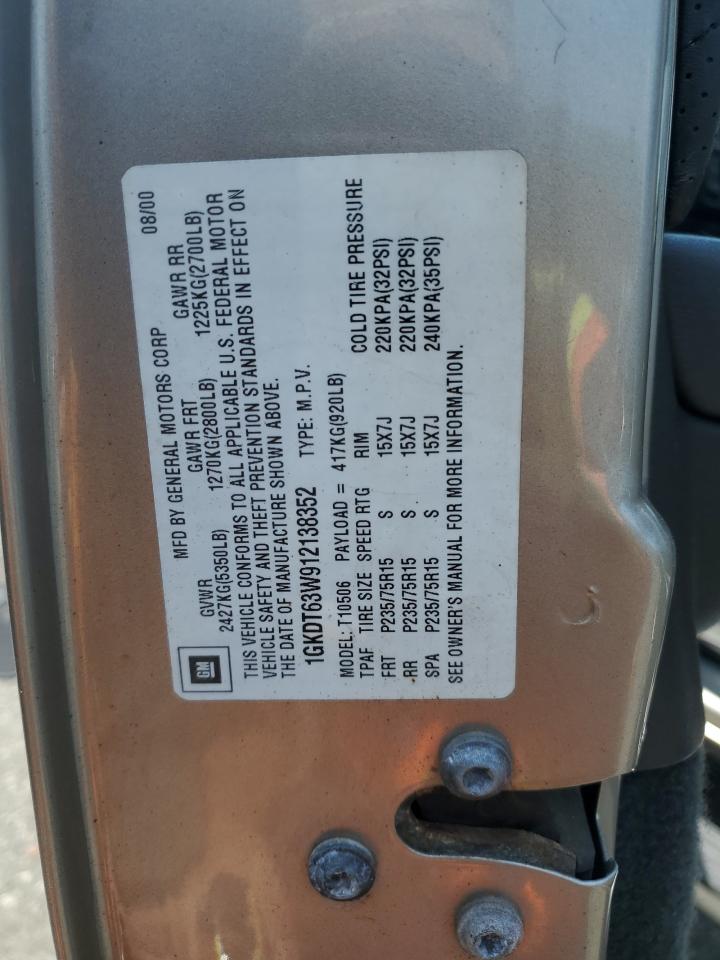 GM
MFD BY GENERAL MOTORS CORP 08/00
GVWR GAWR FRT GAWR RR
2427KG(5350LB) 1270KG(2800LB) 1225KG(2700LB)
THIS VEHICLE CONFORMS TO ALL APPLICABLE U.S. FEDERAL MOTOR
VEHICLE SAFETY AND THEFT PREVENTION STANDARDS IN EFFECT ON
THE DATE OF MANUFACTURE SHOWN ABOVE.
1GKDT63W912138352 TYPE: M.P.V.
MODEL: T10506 PAYLOAD = 417KG(920LB)
TPAF TIRE SIZE SPEED RTG RIM COLD TIRE PRESSURE
FRT P235/75R15 S 15X7J 220KPA(32PSI)
RR P235/75R15 S 15X7J 220KPA(32PSI)
SPA P235/75R15 S 15X7J 240KPA(35PSI)
SEE OWNER'S MANUAL FOR MORE INFORMATION.